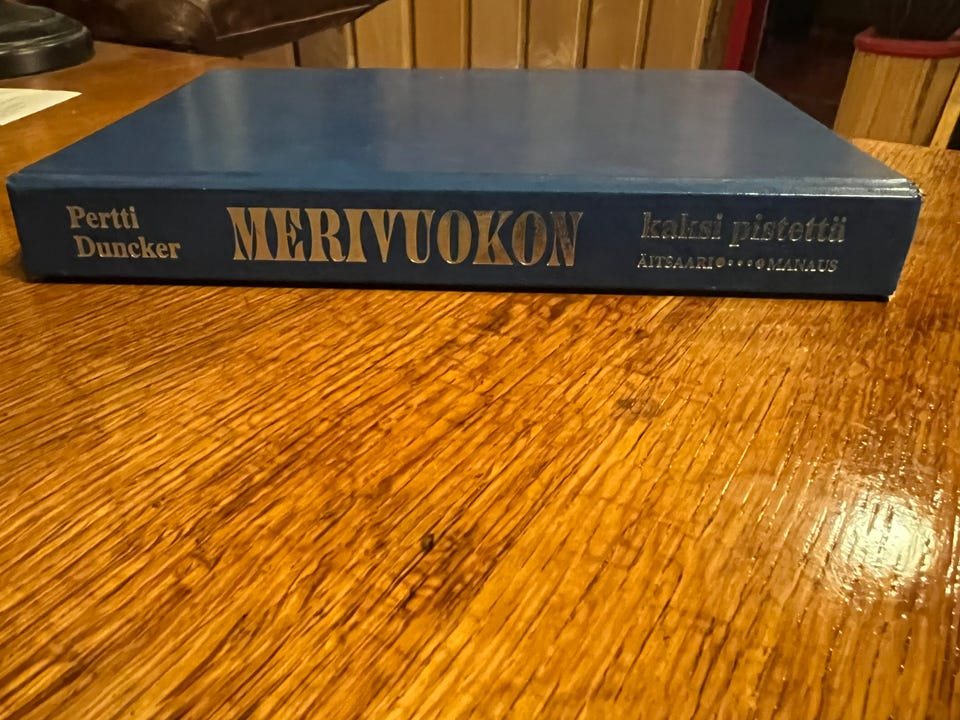 Pertti
Duncker
MERIVUOKON
kaksi pistettä
ÄITSAARI●···●MANAUS